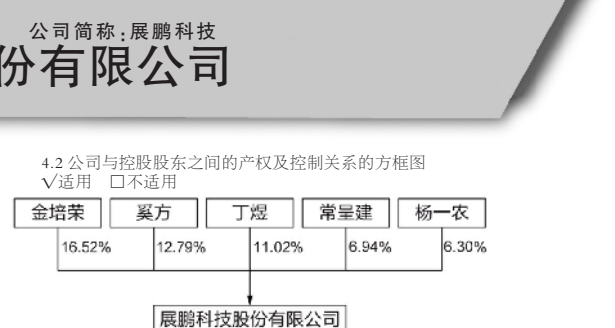 公司简称:展鹏科技
份有限公司
4.2 公司与控股股东之间的产权及控制关系的方框图
√适用 □不适用
金培荣 奚方 丁煜 常呈建 杨一农
16.52% 12.79% 11.02% 6.94% 6.30%
展鹏科技股份有限公司